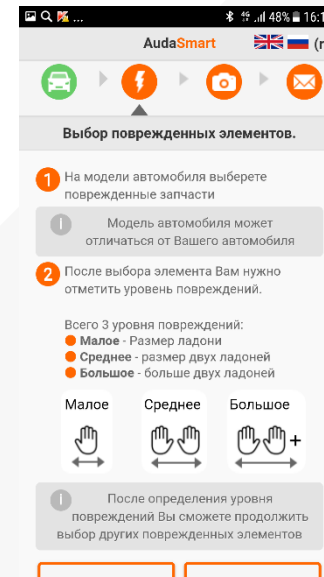 ... 48% 16:1
AudaSmart (r
Выбор поврежденных элементов.
1 На модели автомобиля выберете
поврежденные запчасти
Модель автомобиля может
отличаться от Вашего автомобиля
2 После выбора элемента Вам нужно
отметить уровень повреждений.
Всего 3 уровня повреждений:
Малое - Размер ладони
Среднее - размер двух ладоней
Большое - больше двух ладоней
Малое Среднее Большое
+
После определения уровня
повреждений Вы сможете продолжить
выбор других поврежденных элементов